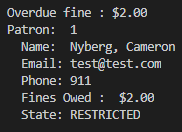 Overdue fine : $2.00
Patron:  1
  Name:  Nyberg, Cameron
  Email: test@test.com
  Phone: 911
  Fines Owed :  $2.00
  State: RESTRICTED